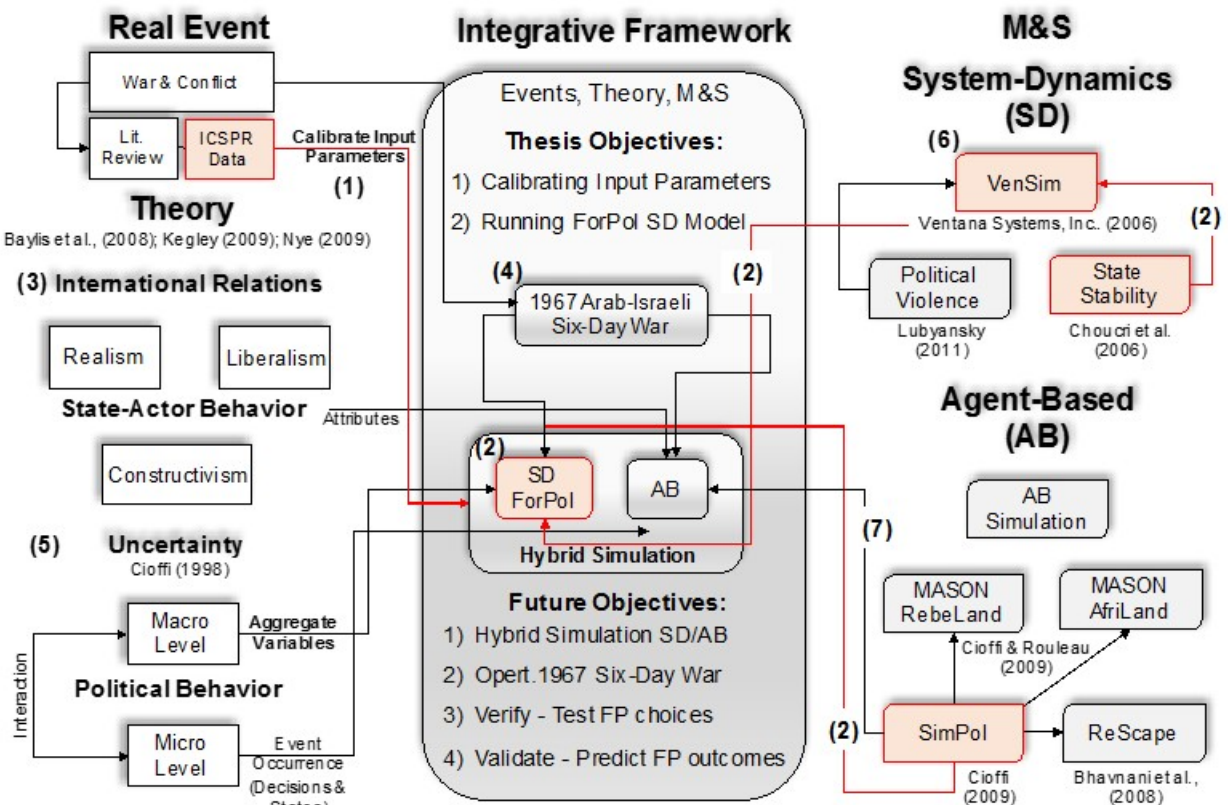 Real Event
War & Conflict
Lit.
Review
ICSPR
Data
Calibrate Input
Parameters
(1)
Theory
Baylis et al., (2008); Kegley (2009); Nye (2009)
(3) International Relations
Realism
Liberalism
State-Actor Behavior
Attributes
Constructivism
(5)
Uncertainty
Cioffi (1998)
Macro
Level
Aggregate
Variables
Interaction
Political Behavior
Micro
Level
Event
Occurrence
(Decisions &
Integrative Framework
Events, Theory, M&S
Thesis Objectives:
1) Calibrating Input Parameters
2) Running ForPol SD Model
(4)
(2)
1967 Arab-Israeli
Six-Day War
(2)
SD
ForPol
AB
Hybrid Simulation
Future Objectives:
1) Hybrid Simulation SD/AB
2) Opert.1967 Six-Day War
3) Verify - Test FP choices
4) Validate - Predict FP outcomes
M&S
System-Dynamics
(SD)
(6)
VenSim
Ventana Systems, Inc.. (2006)
(2)
Political
Violence
Lubyansky
(2011)
State
Stability
Choucri et al.
(2006)
Agent-Based
(AB)
AB
Simulation
(7)
MASON
RebeLand
MASON
AfriLand
Cioffi & Rouleau
(2009)
(2)
SimPol
Cioffi
(2009)
ReScape
Bhavnani et al.,
(2008)